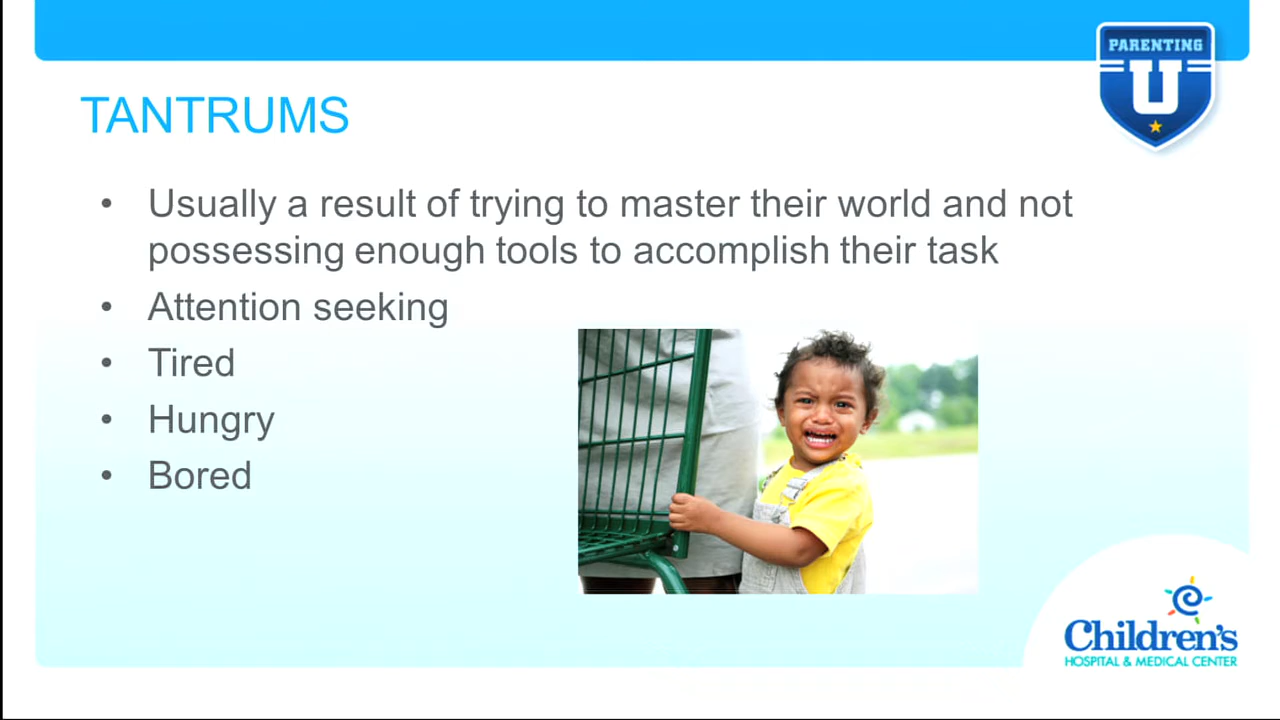 PARENTING
U
TANTRUMS
• Usually a result of trying to master their world and not
possessing enough tools to accomplish their task
• Attention seeking
• Tired
• Hungry
• Bored
Children's
HOSPITAL & MEDICAL CENTER